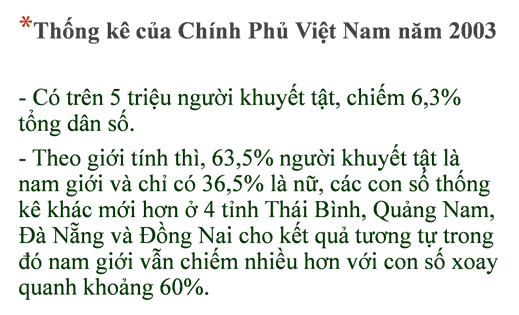 *Thống kê của Chính Phủ Việt Nam năm 2003
- Có trên 5 triệu người khuyết tật, chiếm 6,3%
tổng dân số.
- Theo giới tính thì, 63,5% người khuyết tật là
nam giới và chỉ có 36,5% là nữ, các con số thống
kê khác mới hơn ở 4 tỉnh Thái Bình, Quảng Nam,
Đà Nẵng và Đồng Nai cho kết quả tương tự trong
đó nam giới vẫn chiếm nhiều hơn với con số xoay
quanh khoảng 60%.